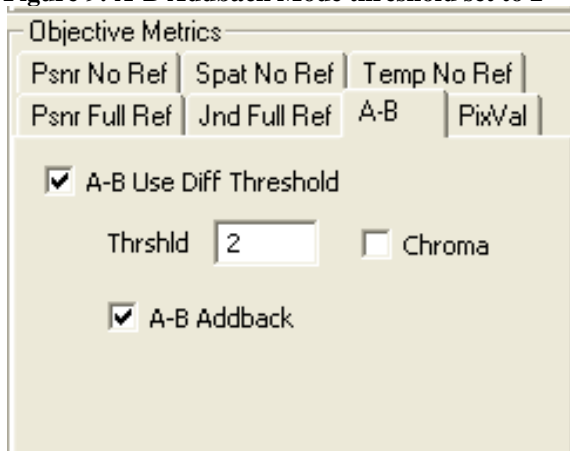 Figure 9: A-B Addback Mode threshold set to 2
Objective Metrics
Psnr No Ref Spat No Ref Temp No Ref
Psnr Full Ref Jnd Full Ref A-B PixVal
A-B Use Diff Threshold
Thrshld 2 Chroma
A-B Addback